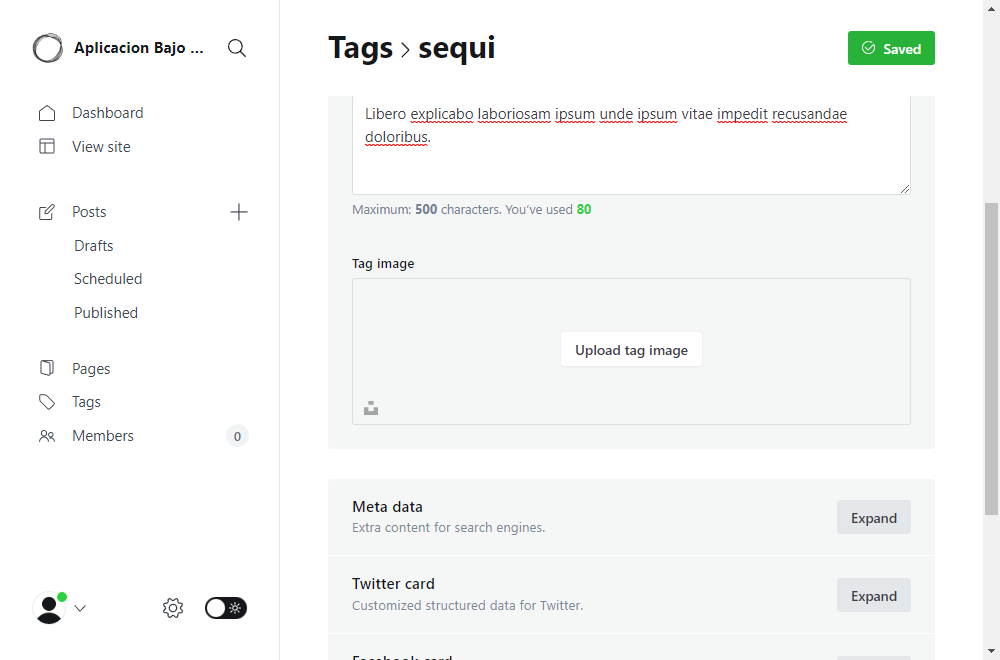 Aplicacion Bajo ...
Dashboard
View site
Posts
Drafts
Scheduled
Published
Pages
Tags
Members
0
Tags > sequi
Saved
Libero explicabo laboriosam ipsum unde ipsum vitae impedit recusandae
doloribus.
Maximum: 500 characters. You've used 80
Tag image
Upload tag image
Meta data
Extra content for search engines.
Expand
Twitter card
Customized structured data for Twitter.
Expand
Facebook card